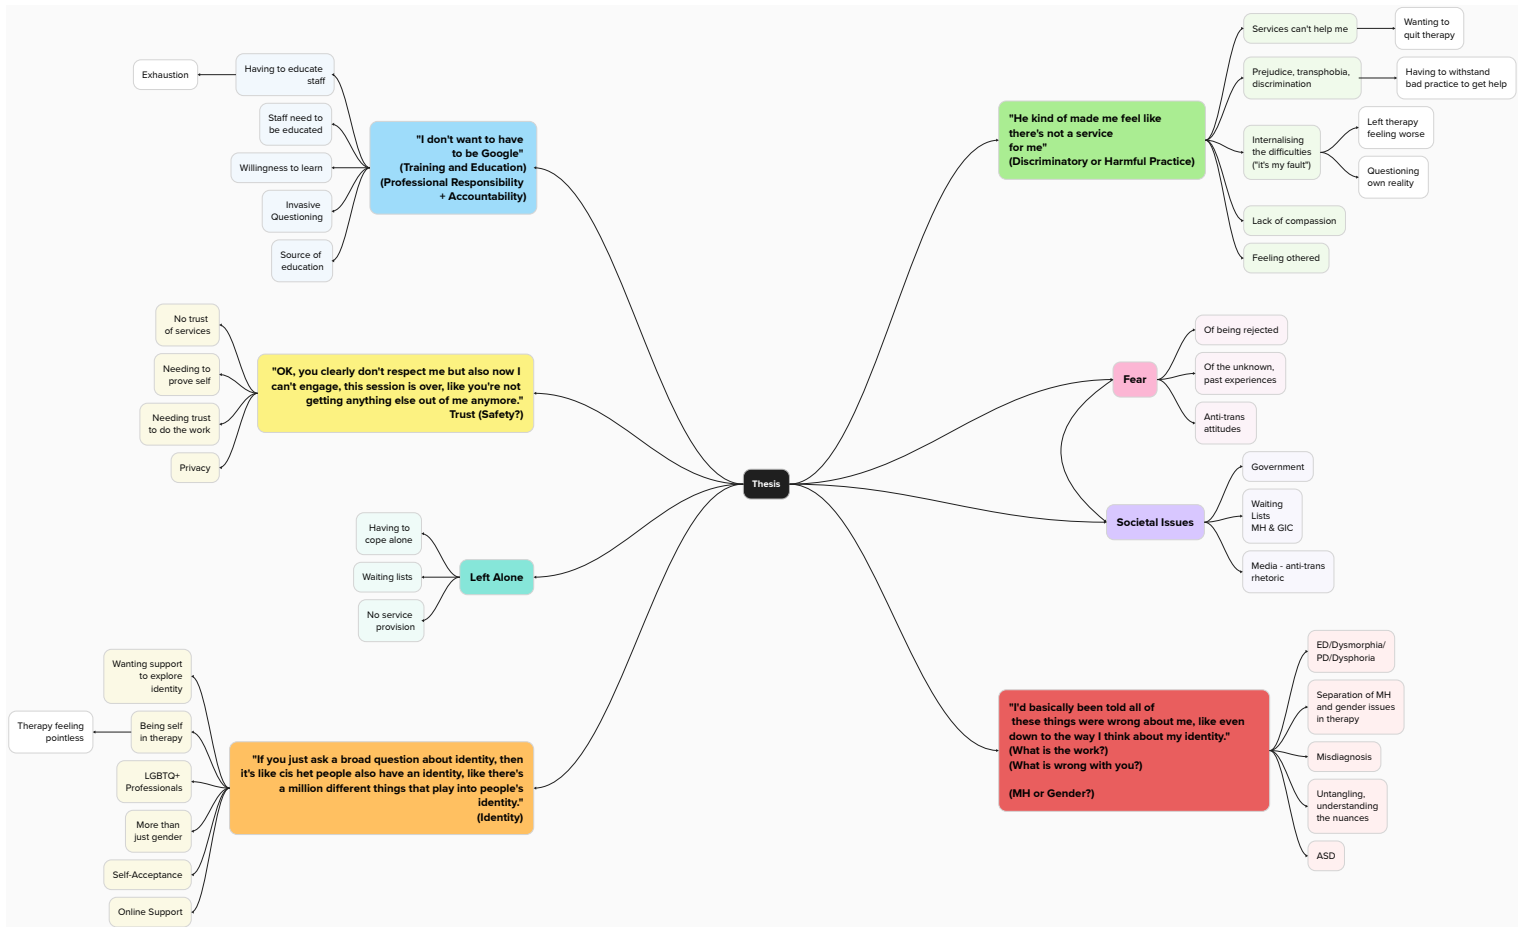 Exhaustion
Having to educate
staff
Staff need to
be educated
Willingness to learn
Invasive
Questioning
Source of
education
"I don't want to have
to be Google"
(Training and Education)
(Professional Responsibility
+ Accountability)
No trust
of services
Needing to
prove self
Needing trust
to do the work
Privacy
"OK, you clearly don't respect me but also now I
can't engage, this session is over, like you're not
getting anything else out of me anymore."
Trust (Safety?)
Having to
cope alone
Waiting lists
No service
provision
Left Alone
Wanting support
to explore
identity
Therapy feeling
pointless
Being self
in therapy
LGBTQ+
Professionals
More than
just gender
Self-Acceptance
Online Support
"If you just ask a broad question about identity, then
it's like cis het people also have an identity, like there's
a million different things that play into people's
identity."
(Identity)
Thesis
"He kind of made me feel like
there's not a service
for me"
(Discriminatory or Harmful Practice)
Services can't help me
Wanting to
quit therapy
Prejudice, transphobia,
discrimination
Having to withstand
bad practice to get help
Internalising
the difficulties
("it's my fault")
Left therapy
feeling worse
Questioning
own reality
Lack of compassion
Feeling othered
Fear
Of being rejected
Of the unknown,
past experiences
Anti-trans
attitudes
Societal Issues
Government
Waiting
Lists
MH & GIC
Media - anti-trans
rhetoric
"I'd basically been told all of
these things were wrong about me, like even
down to the way I think about my identity."
(What is the work?)
(What is wrong with you?)
(MH or Gender?)
ED/Dysmorphia/
PD/Dysphoria
Separation of MH
and gender issues
in therapy
Misdiagnosis
Untangling,
understanding
the nuances
ASD